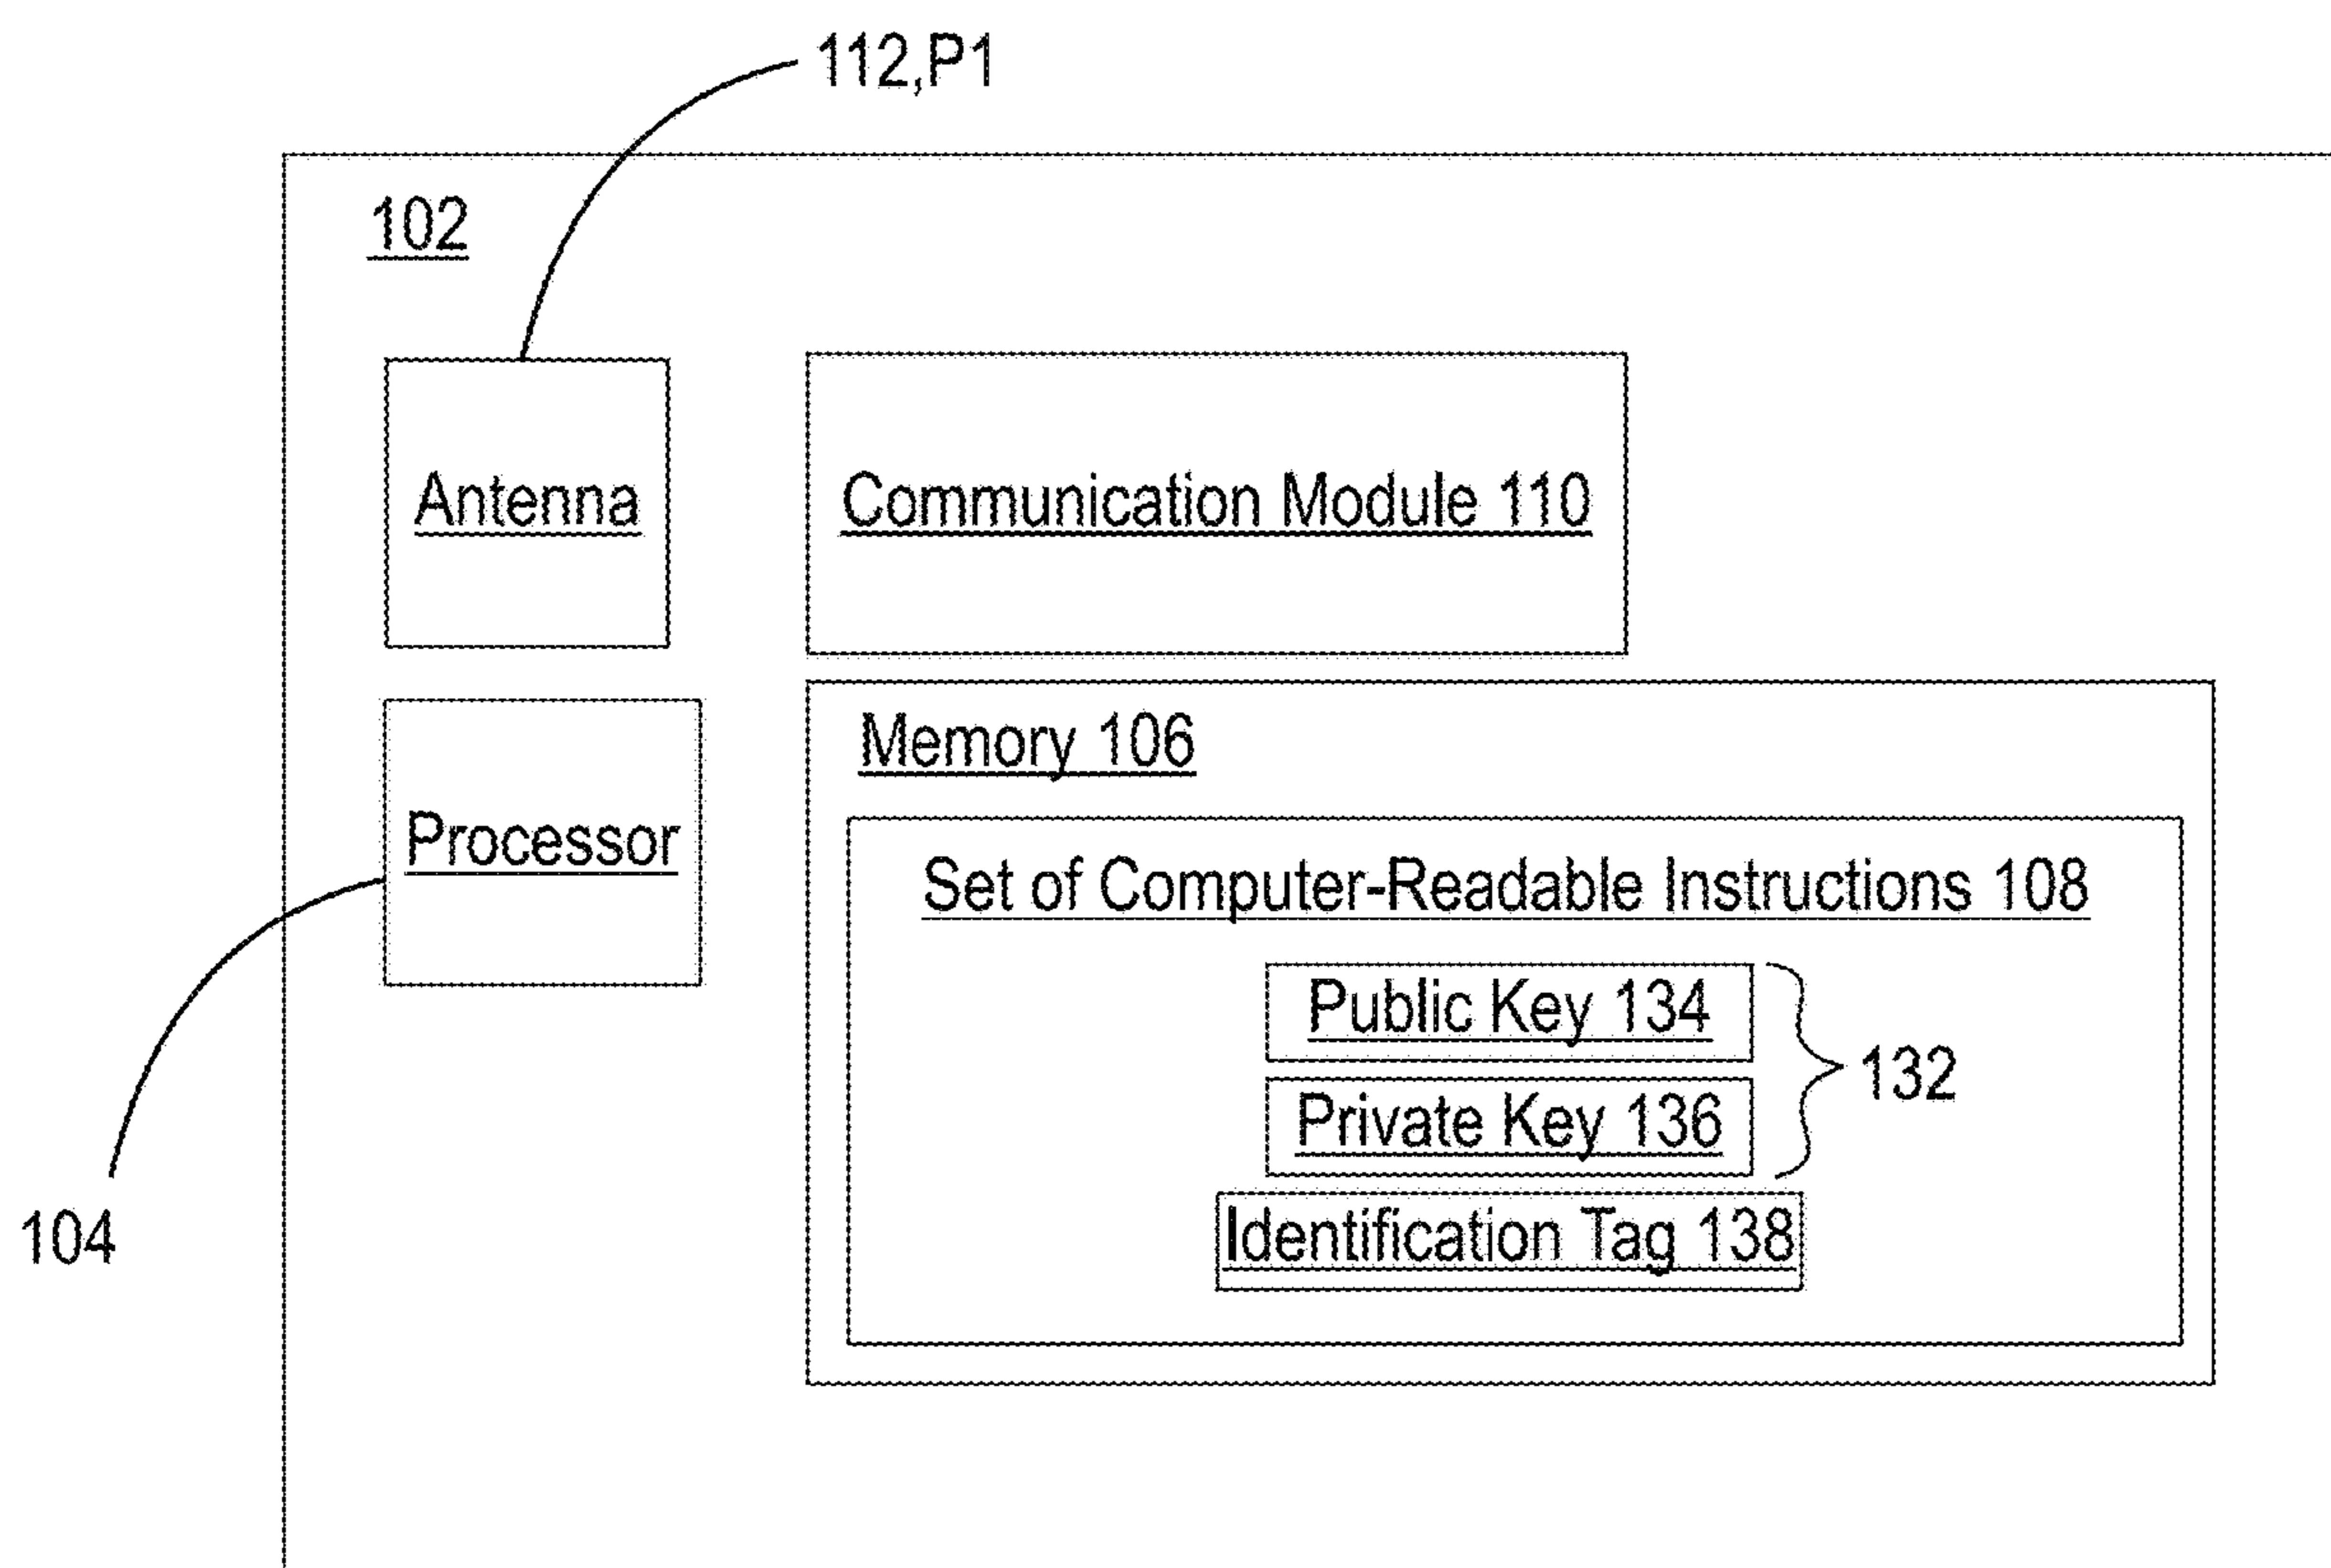 112,P1
102
Antenna
Communication Module 110
Memory 106
Processor
Set of Computer-Readable Instructions 108
Public Key 134
132
Private Key 136
Identification Tag 138
104